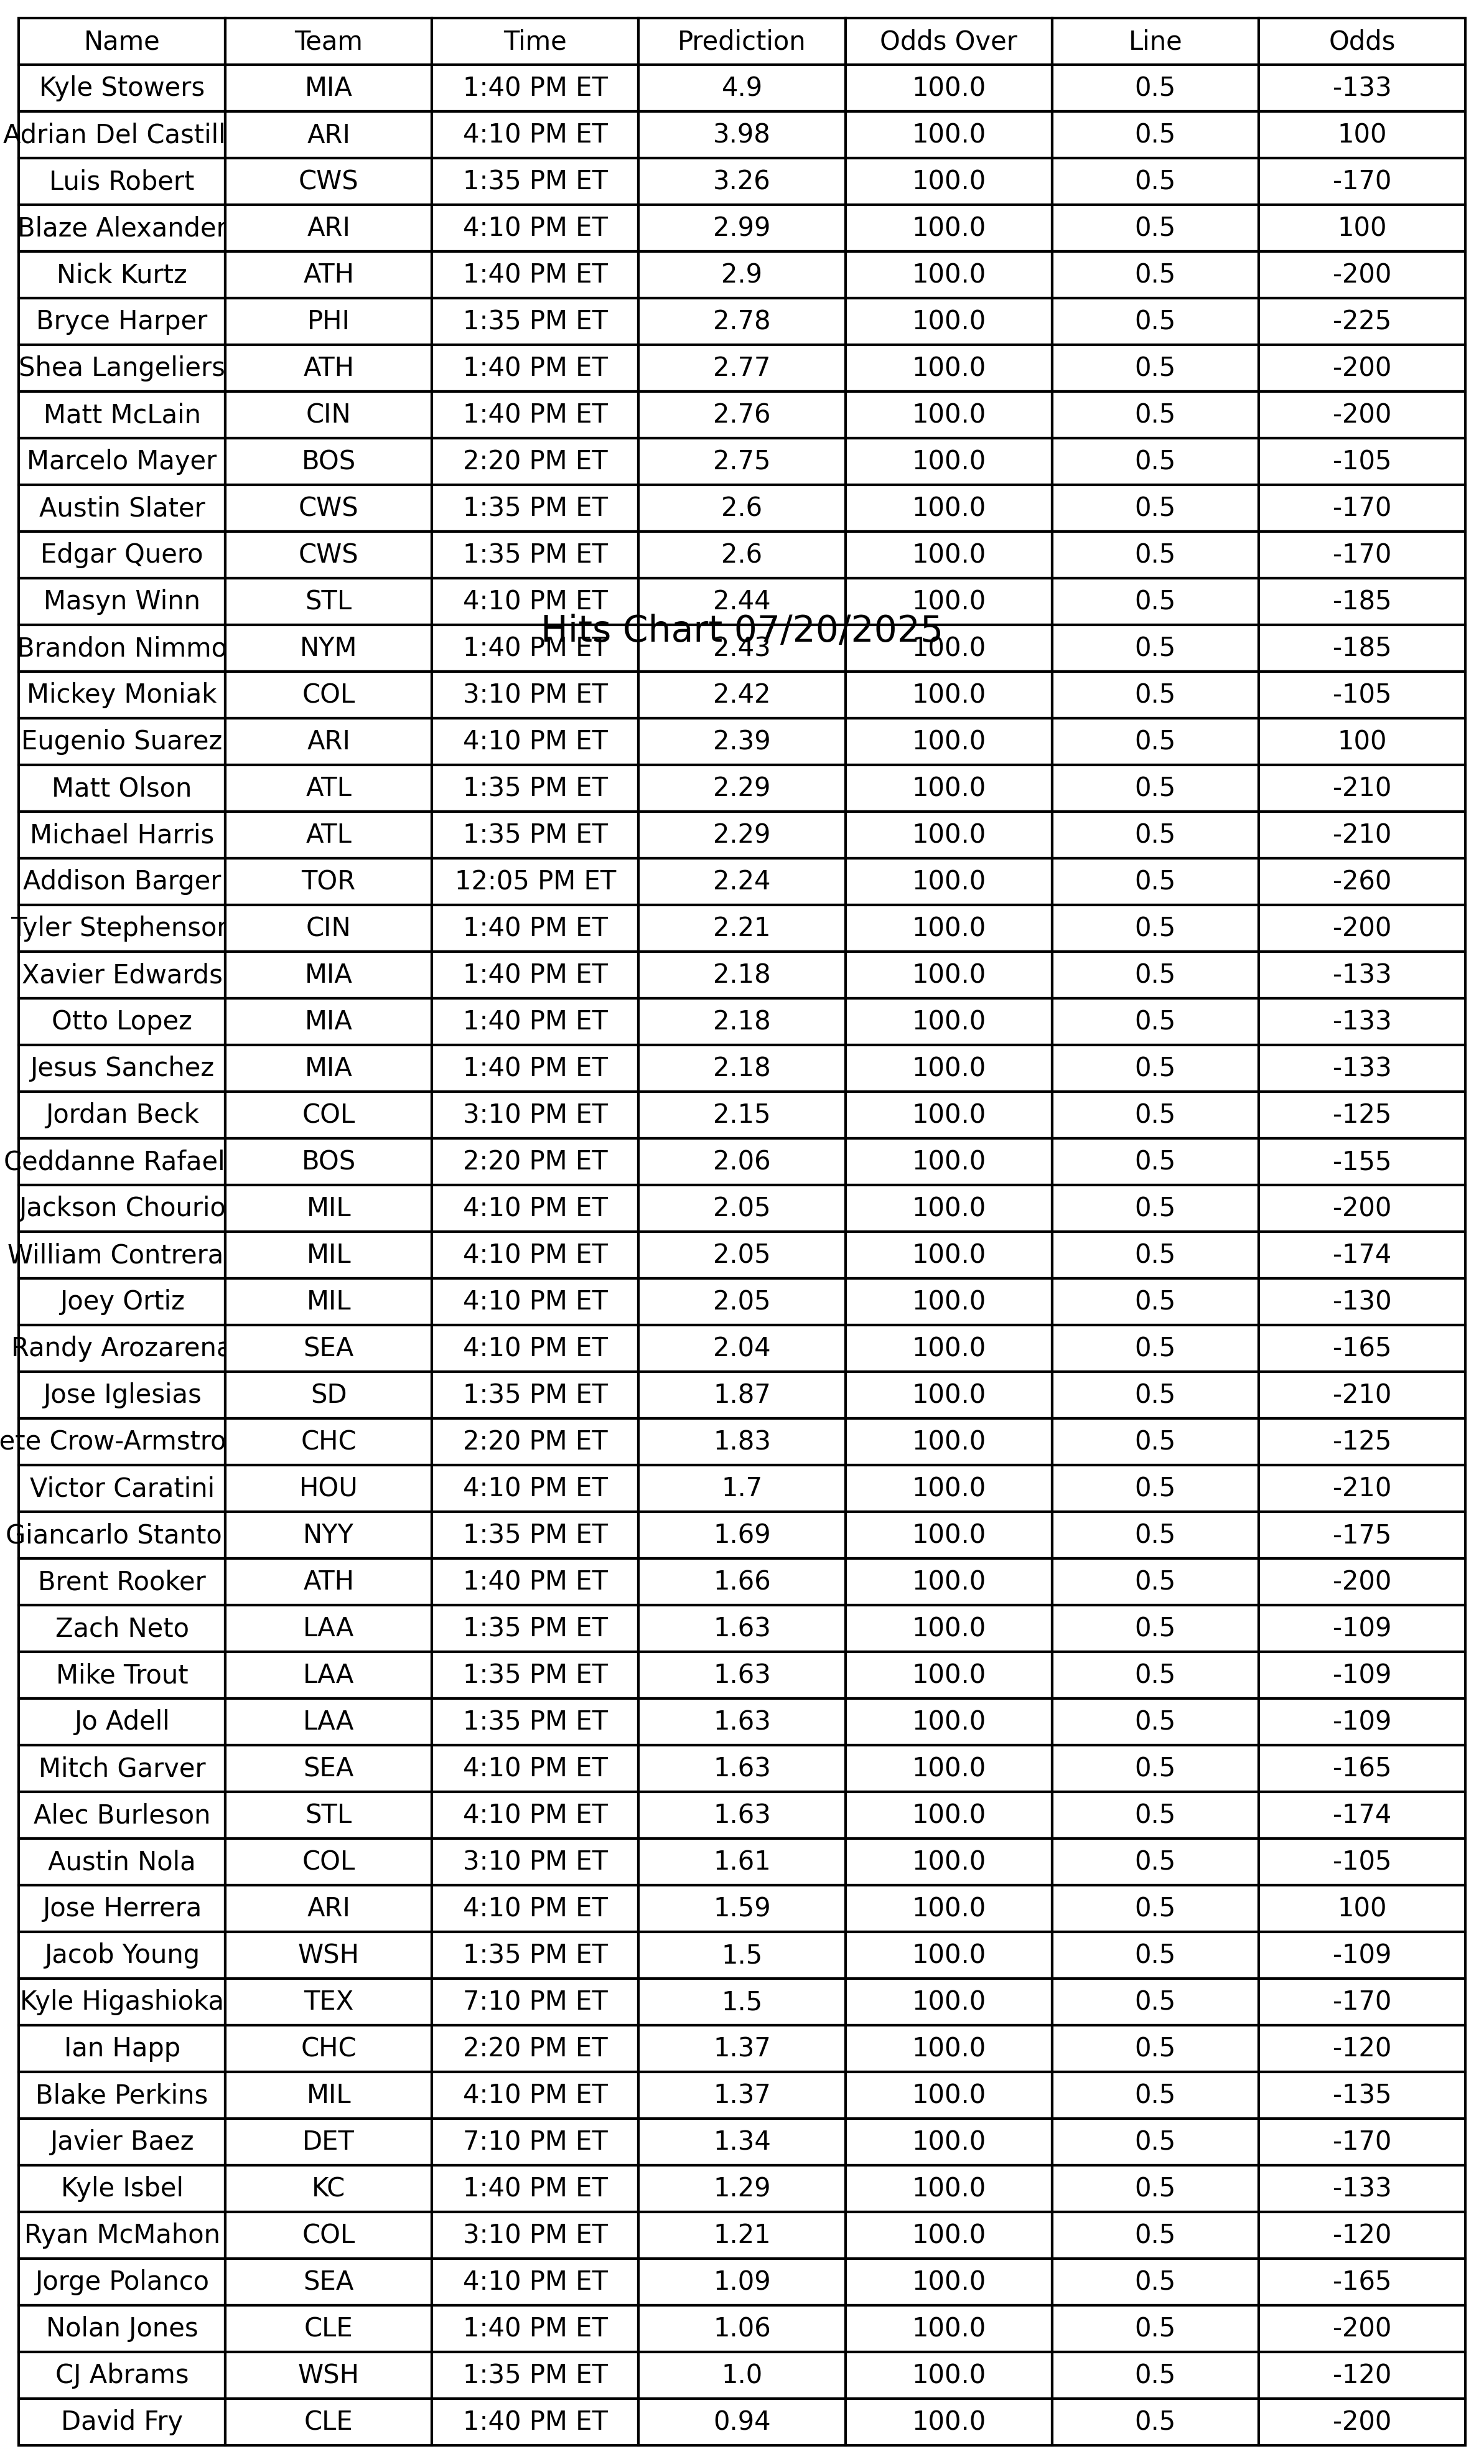 Name Team Time Prediction Odds Over Line Odds
Kyle Stowers MIA 1:40 PM ET 4.9 100.0 0.5 -133
Adrian Del Castill ARI 4:10 PM ET 3.98 100.0 0.5 100
Luis Robert CWS 1:35 PM ET 3.26 100.0 0.5 -170
Blaze Alexander ARI 4:10 PM ET 2.99 100.0 0.5 100
Nick Kurtz ATH 1:40 PM ET 2.9 100.0 0.5 -200
Bryce Harper PHI 1:35 PM ET 2.78 100.0 0.5 -225
Shea Langeliers ATH 1:40 PM ET 2.77 100.0 0.5 -200
Matt McLain CIN 1:40 PM ET 2.76 100.0 0.5 -200
Marcelo Mayer BOS 2:20 PM ET 2.75 100.0 0.5 -105
Austin Slater CWS 1:35 PM ET 2.6 100.0 0.5 -170
Edgar Quero CWS 1:35 PM ET 2.6 100.0 0.5 -170
Masyn Winn STL 4:10 PM ET 2.44 100.0 0.5 -185
Hits Chart 07/20/2025
Brandon Nimmo NYM 1:40 PM ET 2.43 100.0 0.5 -185
Mickey Moniak COL 3:10 PM ET 2.42 100.0 0.5 -105
Eugenio Suarez ARI 4:10 PM ET 2.39 100.0 0.5 100
Matt Olson ATL 1:35 PM ET 2.29 100.0 0.5 -210
Michael Harris ATL 1:35 PM ET 2.29 100.0 0.5 -210
Addison Barger TOR 12:05 PM ET 2.24 100.0 0.5 -260
Tyler Stephenson CIN 1:40 PM ET 2.21 100.0 0.5 -200
Xavier Edwards MIA 1:40 PM ET 2.18 100.0 0.5 -133
Otto Lopez MIA 1:40 PM ET 2.18 100.0 0.5 -133
Jesus Sanchez MIA 1:40 PM ET 2.18 100.0 0.5 -133
Jordan Beck COL 3:10 PM ET 2.15 100.0 0.5 -125
Ceddanne Rafael BOS 2:20 PM ET 2.06 100.0 0.5 -155
Jackson Chourio MIL 4:10 PM ET 2.05 100.0 0.5 -200
William Contrera MIL 4:10 PM ET 2.05 100.0 0.5 -174
Joey Ortiz MIL 4:10 PM ET 2.05 100.0 0.5 -130
Randy Arozarena SEA 4:10 PM ET 2.04 100.0 0.5 -165
Jose Iglesias SD 1:35 PM ET 1.87 100.0 0.5 -210
ete Crow-Armstro CHC 2:20 PM ET 1.83 100.0 0.5 -125
Victor Caratini HOU 4:10 PM ET 1.7 100.0 0.5 -210
Giancarlo Stanto NYY 1:35 PM ET 1.69 100.0 0.5 -175
Brent Rooker ATH 1:40 PM ET 1.66 100.0 0.5 -200
Zach Neto LAA 1:35 PM ET 1.63 100.0 0.5 -109
Mike Trout LAA 1:35 PM ET 1.63 100.0 0.5 -109
Jo Adell LAA 1:35 PM ET 1.63 100.0 0.5 -109
Mitch Garver SEA 4:10 PM ET 1.63 100.0 0.5 -165
Alec Burleson STL 4:10 PM ET 1.63 100.0 0.5 -174
Austin Nola COL 3:10 PM ET 1.61 100.0 0.5 -105
Jose Herrera ARI 4:10 PM ET 1.59 100.0 0.5 100
Jacob Young WSH 1:35 PM ET 1.5 100.0 0.5 -109
Kyle Higashioka TEX 7:10 PM ET 1.5 100.0 0.5 -170
Ian Happ CHC 2:20 PM ET 1.37 100.0 0.5 -120
Blake Perkins MIL 4:10 PM ET 1.37 100.0 0.5 -135
Javier Baez DET 7:10 PM ET 1.34 100.0 0.5 -170
Kyle Isbel KC 1:40 PM ET 1.29 100.0 0.5 -133
Ryan McMahon COL 3:10 PM ET 1.21 100.0 0.5 -120
Jorge Polanco SEA 4:10 PM ET 1.09 100.0 0.5 -165
Nolan Jones CLE 1:40 PM ET 1.06 100.0 0.5 -200
CJ Abrams WSH 1:35 PM ET 1.0 100.0 0.5 -120
David Fry CLE 1:40 PM ET 0.94 100.0 0.5 -200